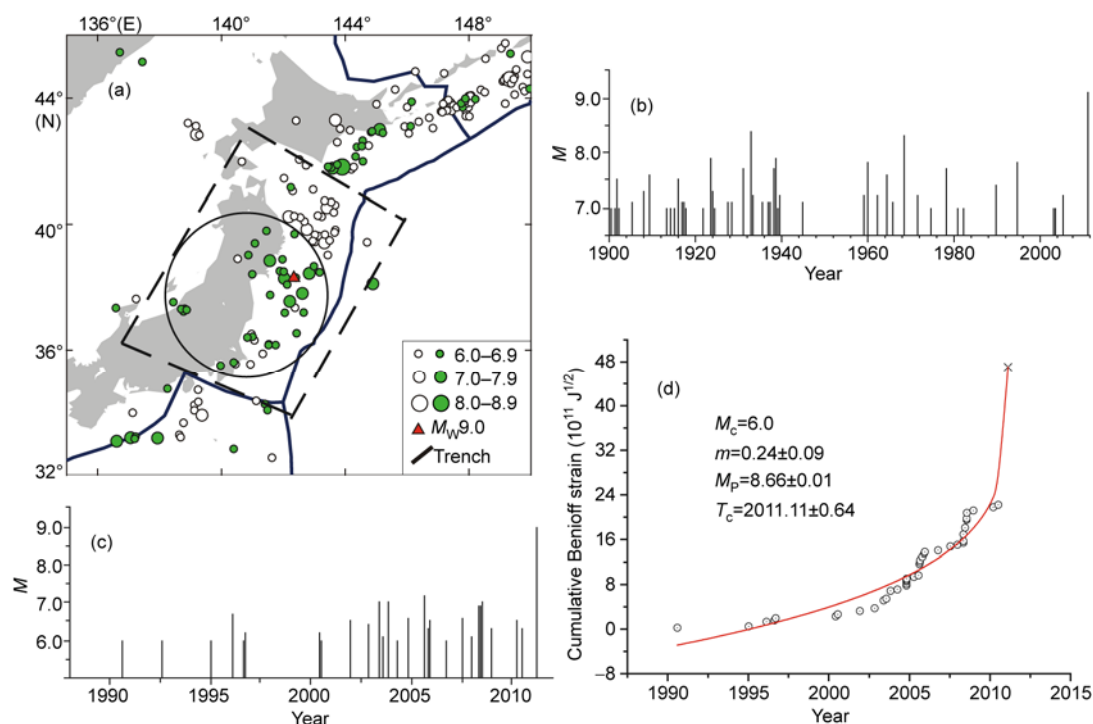 136°(E) 140° 144° 148°
(a)
44°
(N)
40°
36°
32°
6.0–6.9
7.0–7.9
8.0–8.9
MW9.0
Trench
(b)
M
9.0
8.0
7.0
1900 1920 1940 1960 1980 2000
Year
(c)
M
9.0
8.0
7.0
6.0
1990 1995 2000 2005 2010
Year
(d)
Cumulative Benioff strain (10^11 J^1/2)
48
40
32
24
16
8
0
−8
Mc=6.0
m=0.24±0.09
MP=8.66±0.01
Tc=2011.11±0.64
1990 1995 2000 2005 2010 2015
Year